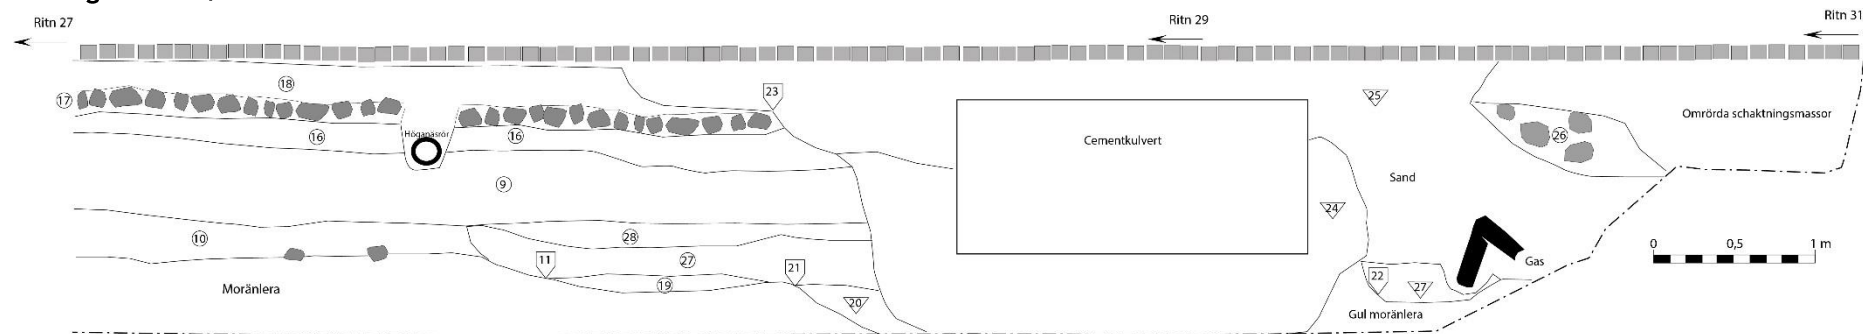 Ritn 27
Ritn 29
Ritn 31
18
17
23
25
Omrörda schaktningsmassor
26
16
Höganäsrör
16
Cementkulvert
9
Sand
24
10
28
0 0,5 1 m
27
11
21
Gas
22
27
19
Moränlera
20
Gul moränlera